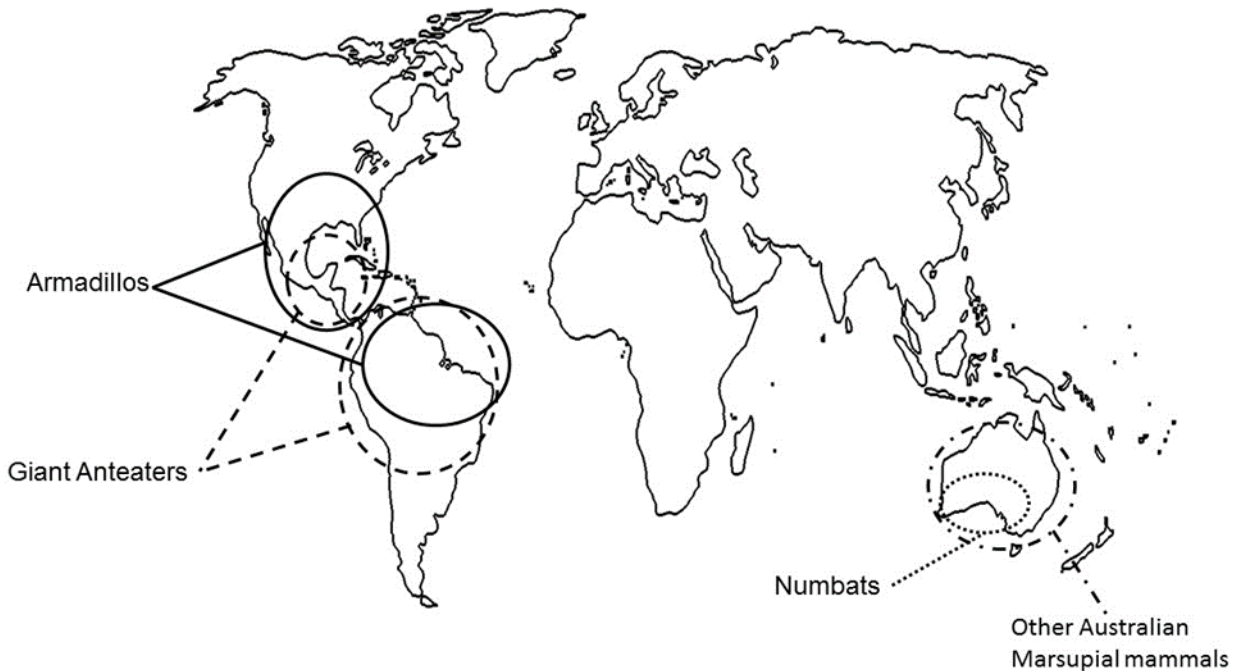 Armadillos
Giant Anteaters
Numbats
Other Australian
Marsupial mammals